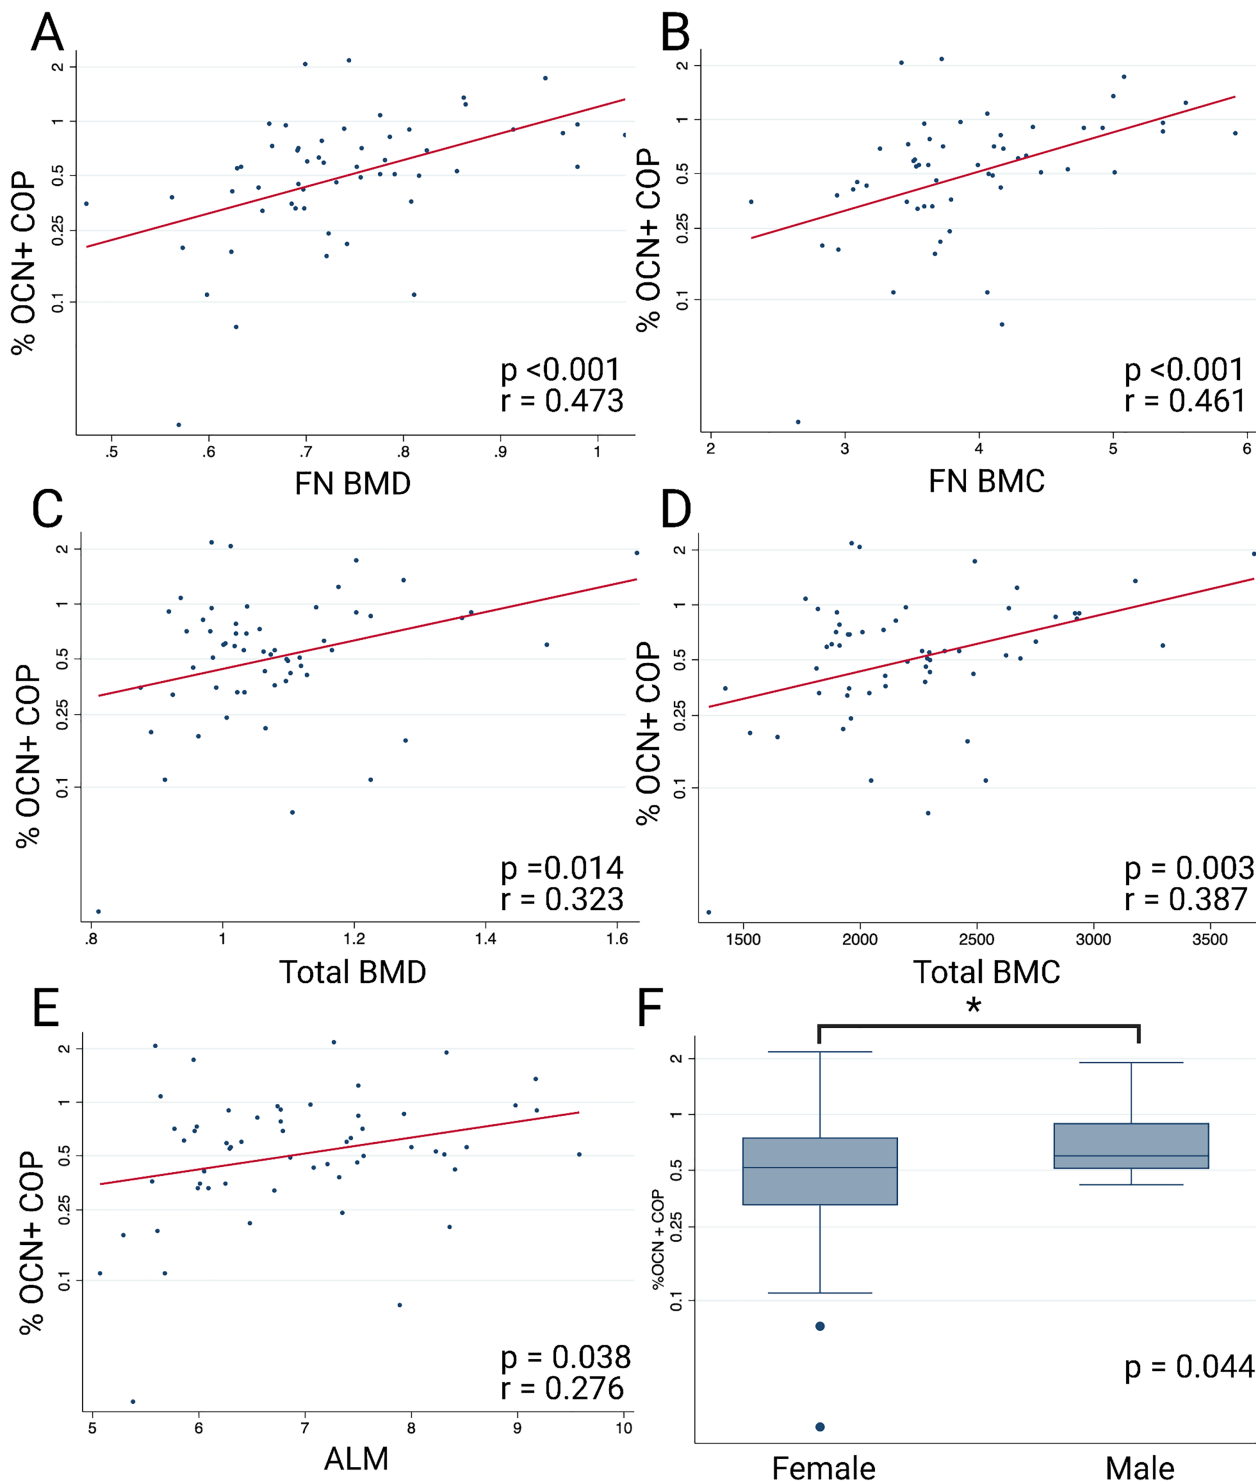 A
% OCN+ COP
2
1
0.5
0.25
0.1
p <0.001
r = 0.473
.5 .6 .7 .8 .9 1
FN BMD
B
% OCN+ COP
2
1
0.5
0.25
0.1
p <0.001
r = 0.461
2 3 4 5 6
FN BMC
C
% OCN+ COP
2
1
0.5
0.25
0.1
p =0.014
r = 0.323
.8 1 1.2 1.4 1.6
Total BMD
D
% OCN+ COP
2
1
0.5
0.25
0.1
p = 0.003
r = 0.387
1500 2000 2500 3000 3500
Total BMC
E
% OCN+ COP
2
1
0.5
0.25
0.1
p = 0.038
r = 0.276
5 6 7 8 9 10
ALM
F
*
%OCN + COP
2
1
0.5
0.25
0.1
p = 0.044
Female Male